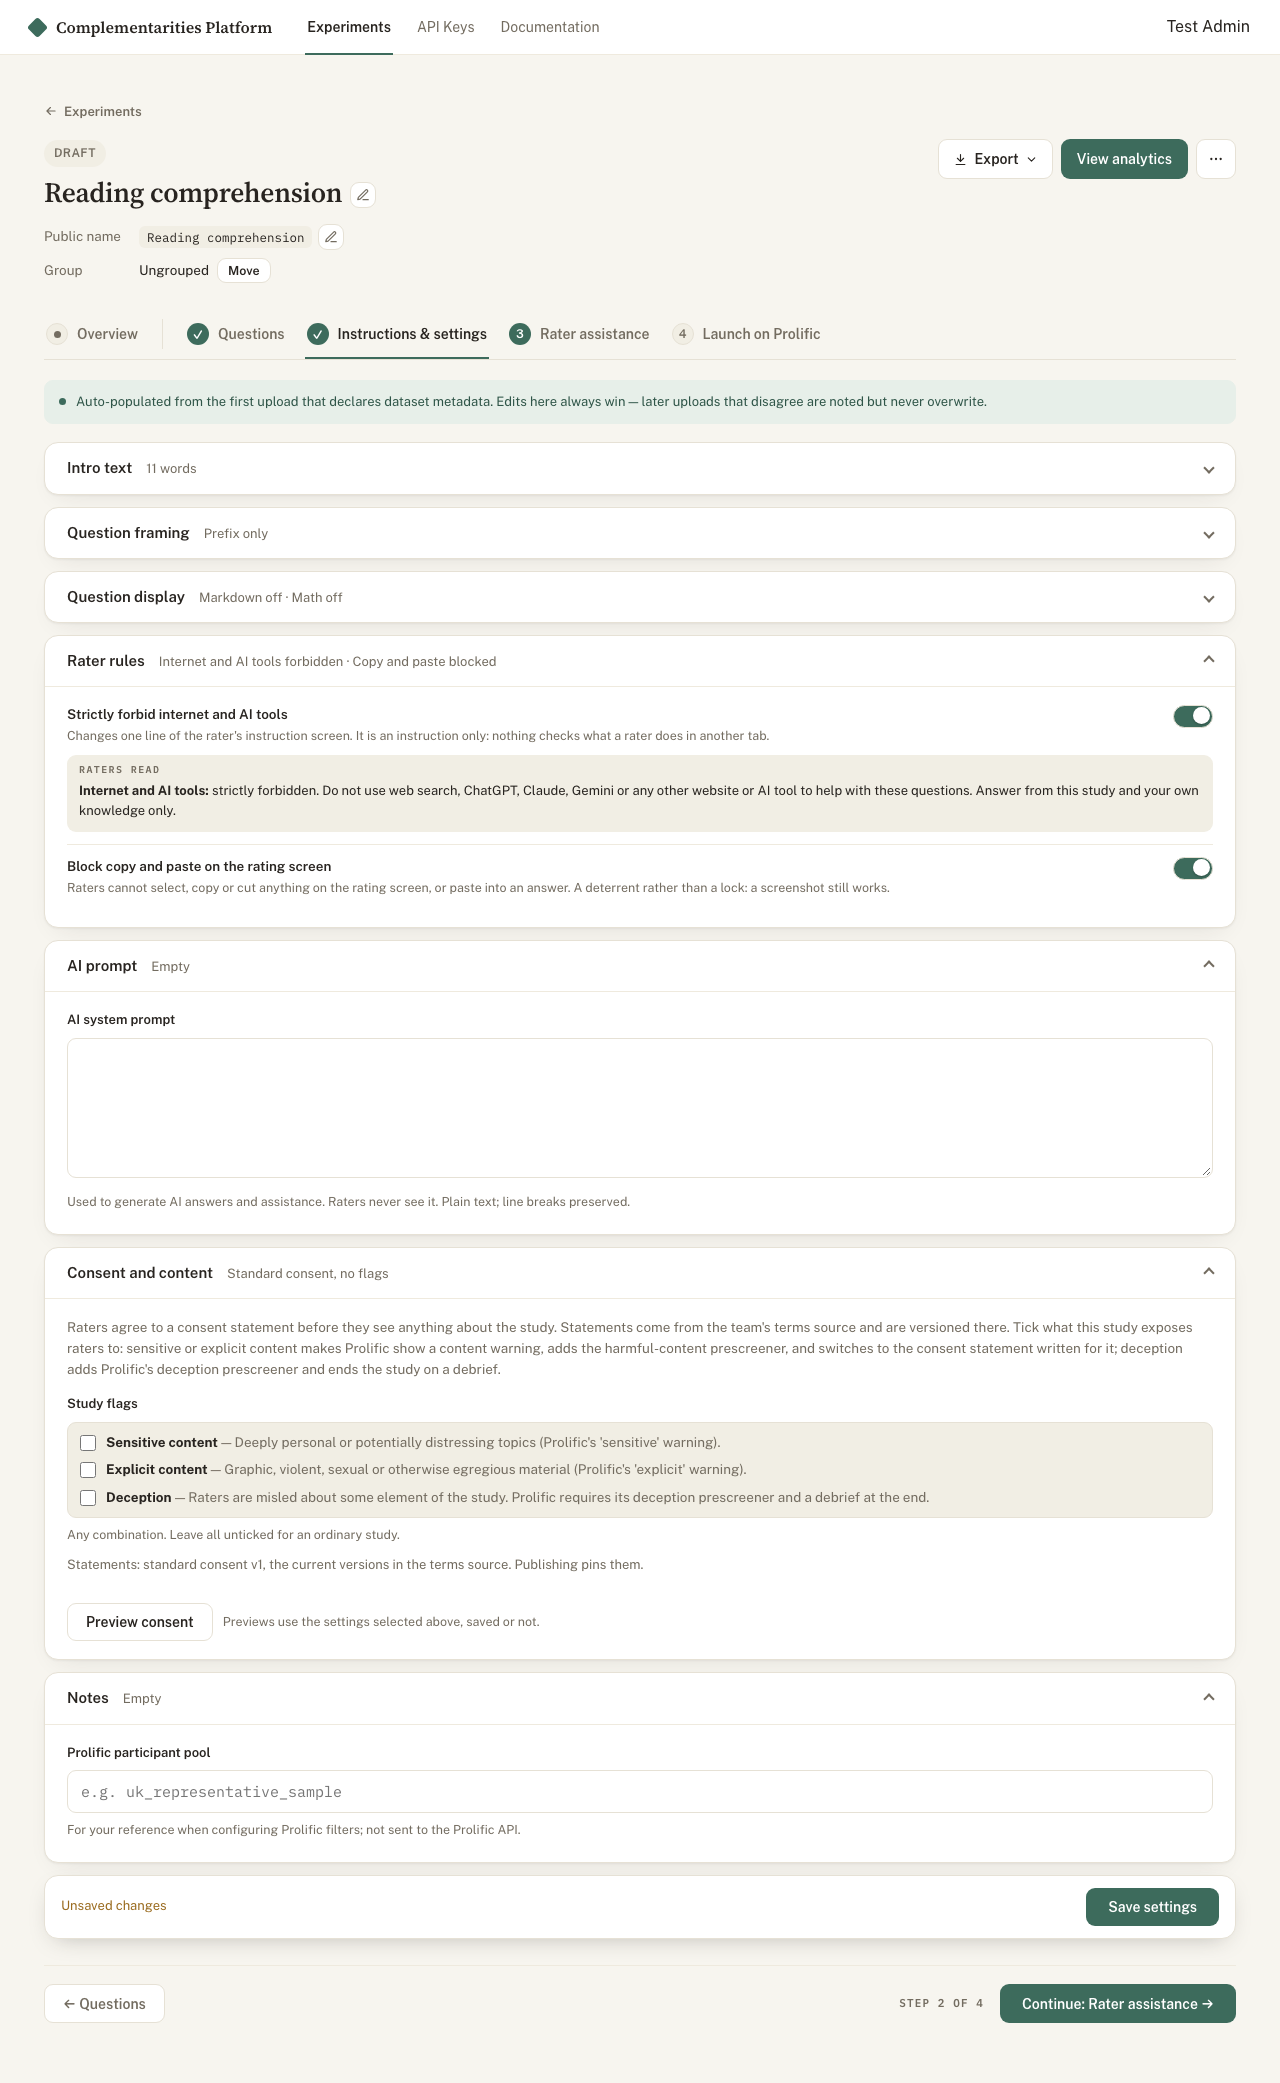 Complementarities Platform
Experiments
API Keys
Documentation
Test Admin
← Experiments
DRAFT
Export
View analytics
...
Reading comprehension
Public name
Reading comprehension
Group
Ungrouped
Move
Overview
Questions
Instructions & settings
3
Rater assistance
4
Launch on Prolific
Auto-populated from the first upload that declares dataset metadata. Edits here always win — later uploads that disagree are noted but never overwrite.
Intro text
11 words
Question framing
Prefix only
Question display
Markdown off · Math off
Rater rules
Internet and AI tools forbidden · Copy and paste blocked
Strictly forbid internet and AI tools
Changes one line of the rater's instruction screen. It is an instruction only: nothing checks what a rater does in another tab.
RATERS READ
Internet and AI tools: strictly forbidden. Do not use web search, ChatGPT, Claude, Gemini or any other website or AI tool to help with these questions. Answer from this study and your own
knowledge only.
Block copy and paste on the rating screen
Raters cannot select, copy or cut anything on the rating screen, or paste into an answer. A deterrent rather than a lock: a screenshot still works.
AI prompt
Empty
AI system prompt
Used to generate AI answers and assistance. Raters never see it. Plain text; line breaks preserved.
Consent and content
Standard consent, no flags
Raters agree to a consent statement before they see anything about the study. Statements come from the team's terms source and are versioned there. Tick what this study exposes
raters to: sensitive or explicit content makes Prolific show a content warning, adds the harmful-content prescreener, and switches to the consent statement written for it; deception
adds Prolific's deception prescreener and ends the study on a debrief.
Study flags
Sensitive content — Deeply personal or potentially distressing topics (Prolific's 'sensitive' warning).
Explicit content — Graphic, violent, sexual or otherwise egregious material (Prolific's 'explicit' warning).
Deception — Raters are misled about some element of the study. Prolific requires its deception prescreener and a debrief at the end.
Any combination. Leave all unticked for an ordinary study.
Statements: standard consent v1, the current versions in the terms source. Publishing pins them.
Preview consent
Previews use the settings selected above, saved or not.
Notes
Empty
Prolific participant pool
e.g. uk_representative_sample
For your reference when configuring Prolific filters; not sent to the Prolific API.
Unsaved changes
Save settings
← Questions
STEP 2 OF 4
Continue: Rater assistance →